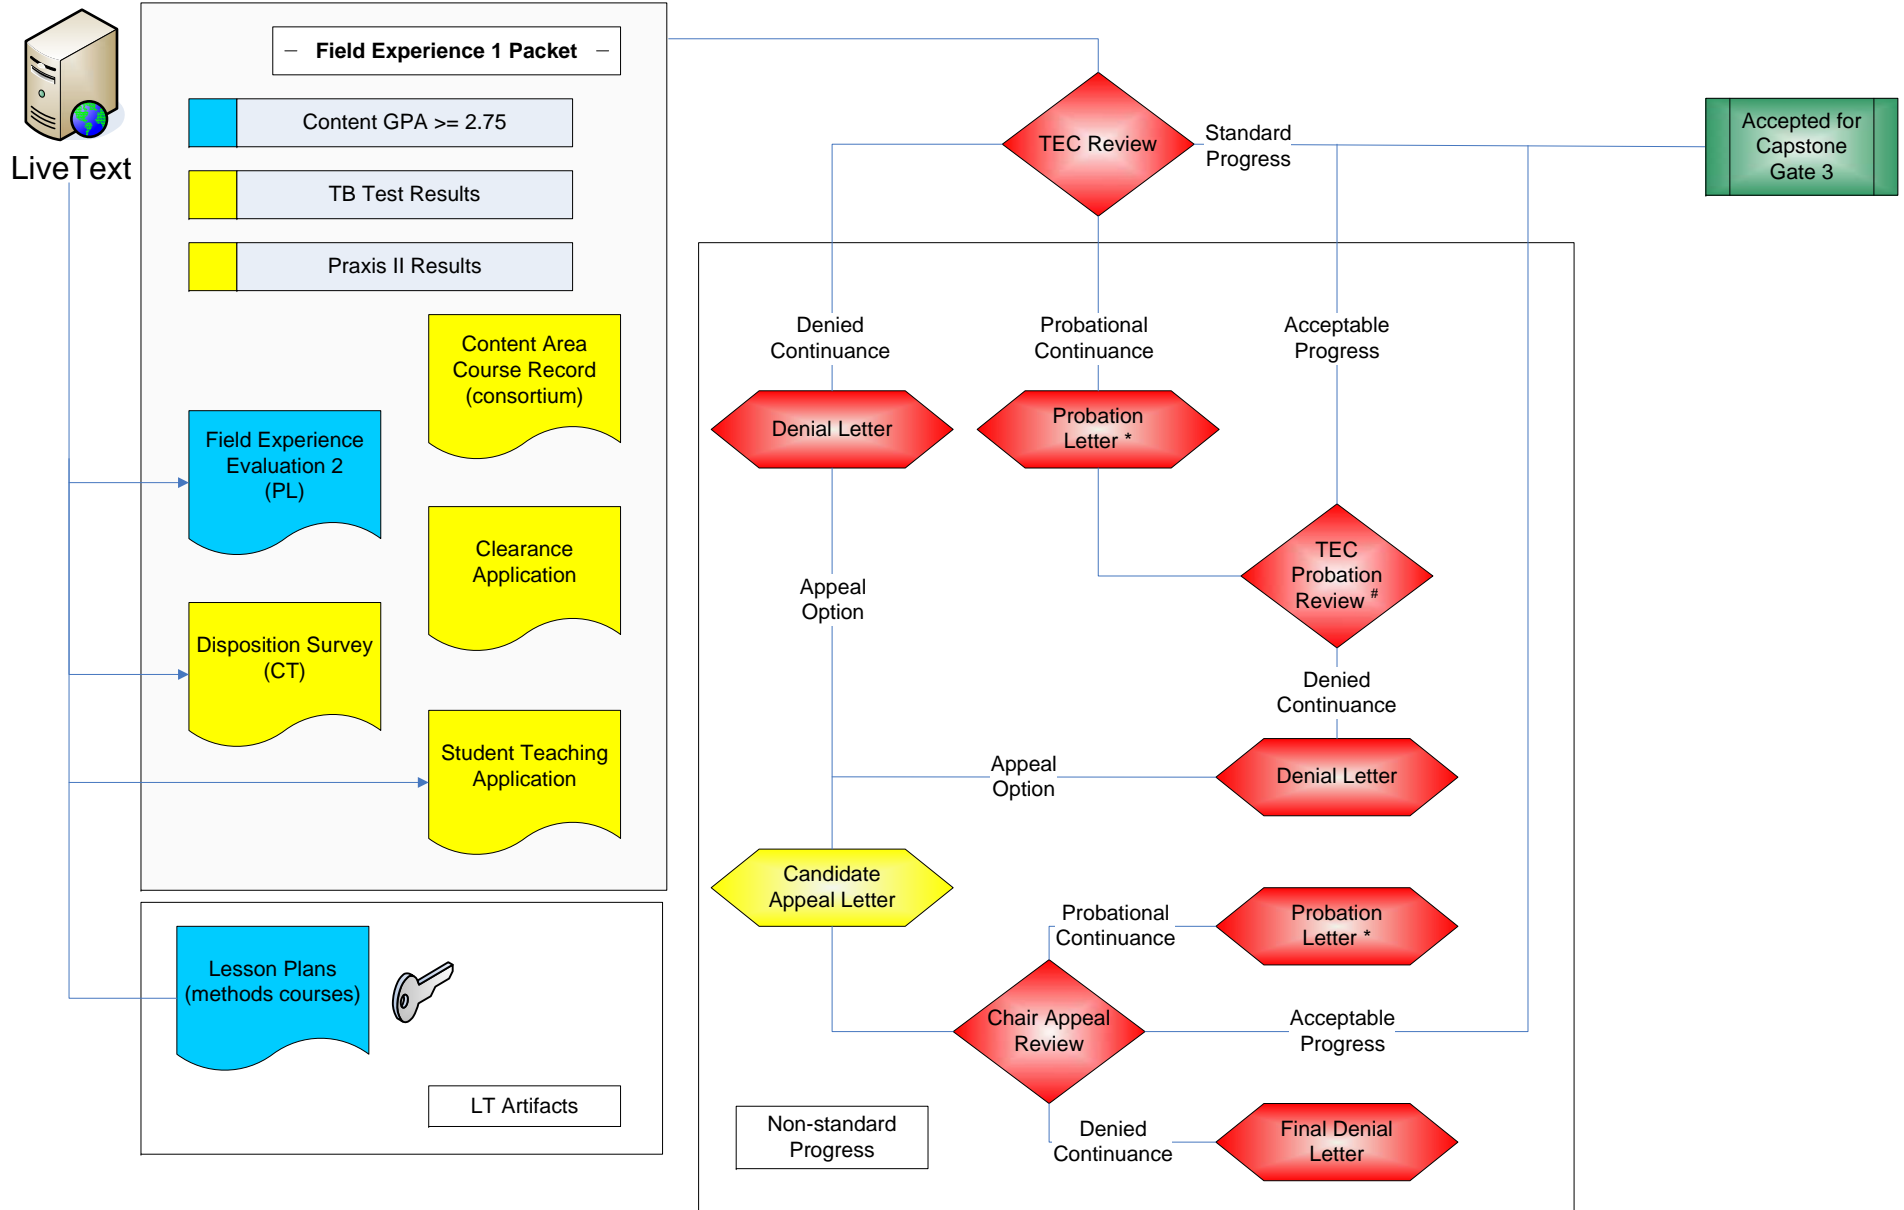 LiveText
Field Experience 1 Packet
Content GPA >= 2.75
TB Test Results
Praxis II Results
Content Area
Course Record
(consortium)
Field Experience
Evaluation 2
(PL)
Clearance
Application
Disposition Survey
(CT)
Student Teaching
Application
Lesson Plans
(methods courses)
LT Artifacts
TEC Review
Standard
Progress
Accepted for
Capstone
Gate 3
Denied
Continuance
Probational
Continuance
Acceptable
Progress
Denial Letter
Probation
Letter *
TEC
Probation
Review #
Appeal
Option
Denied
Continuance
Appeal
Option
Denial Letter
Candidate
Appeal Letter
Probational
Continuance
Probation
Letter *
Chair Appeal
Review
Acceptable
Progress
Denied
Continuance
Final Denial
Letter
Non-standard
Progress